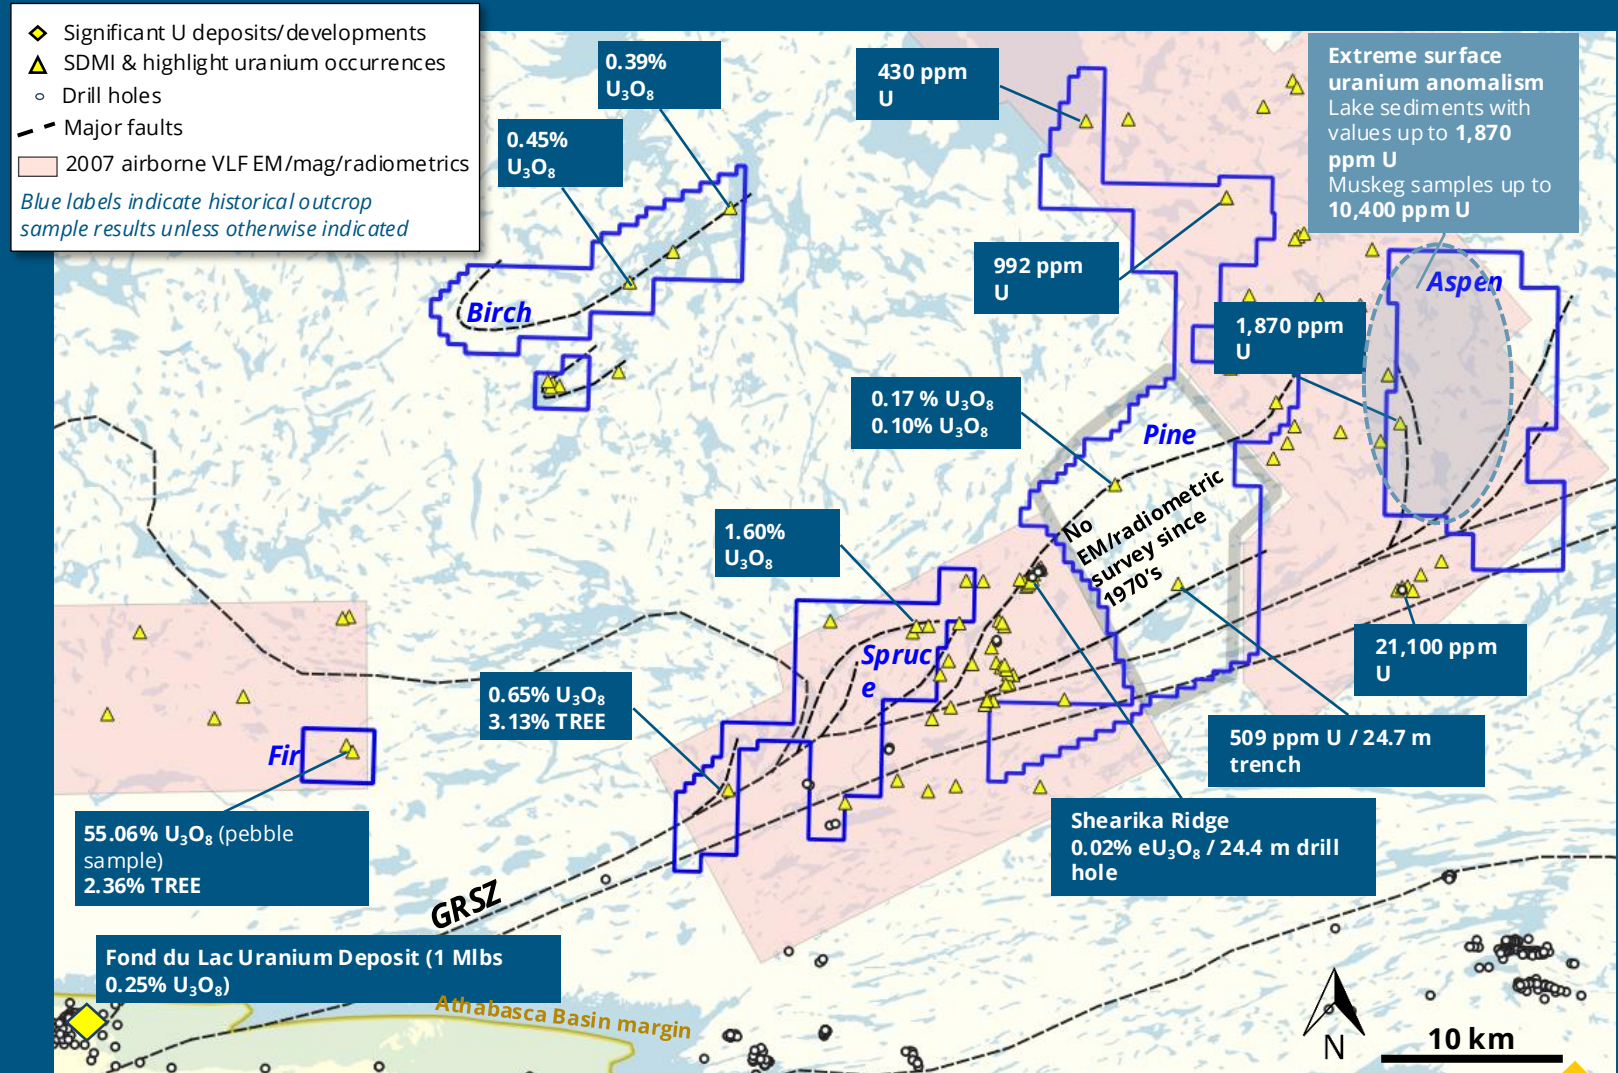 Significant U deposits/developments
SDMI & highlight uranium occurrences
Drill holes
Major faults
2007 airborne VLF EM/mag/radiometrics
Blue labels indicate historical outcrop
sample results unless otherwise indicated
0.39%
U₃O₈
0.45%
U₃O₈
430 ppm
U
Extreme surface
uranium anomalism
Lake sediments with
values up to 1,870
ppm U
Muskeg samples up to
10,400 ppm U
992 ppm
U
Aspen
Birch
1,870 ppm
U
0.17 % U₃O₈
0.10% U₃O₈
Pine
No
EM/radiometric
survey since
1970's
1.60%
U₃O₈
Spruc
e
21,100 ppm
U
0.65% U₃O₈
3.13% TREE
Fir
509 ppm U / 24.7 m
trench
55.06% U₃O₈ (pebble
sample)
2.36% TREE
Shearika Ridge
0.02% eU₃O₈ / 24.4 m drill
hole
GRSZ
Fond du Lac Uranium Deposit (1 Mlbs
0.25% U₃O₈)
Athabasca Basin margin
N
10 km